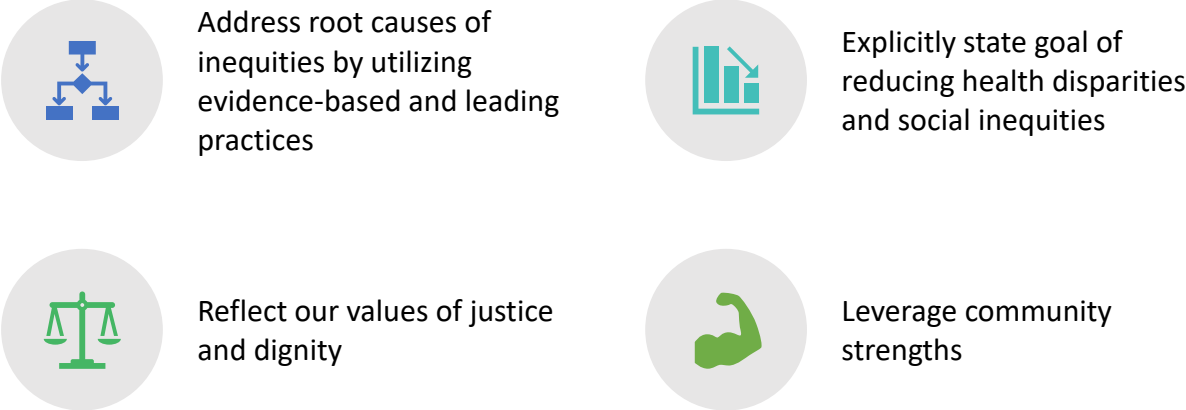 Address root causes of
inequities by utilizing
evidence-based and leading
practices
Explicitly state goal of
reducing health disparities
and social inequities
Reflect our values of justice
and dignity
Leverage community
strengths